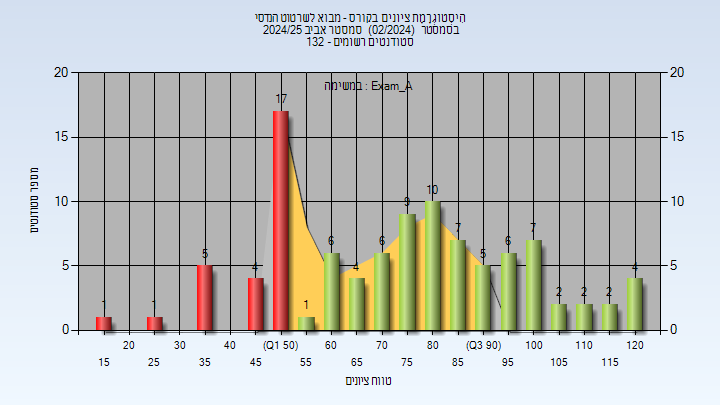 היסטוגרמת ציונים בקורס - מבוא לשרטוט הנדסי
בסמסטר (02/2024) סמסטר אביב 2024/25
סטודנטים רשומים - 132
במשימה : Exam_A
20 20
15 15
10 10
5 5
0 0
מספר סטודנטים
1 1 5 4 17 1 6 4 6 9 10 7 5 6 7 2 2 2 4
20 30 40 (Q1 50) 60 70 80 (Q3 90) 100 110 120
15 25 35 45 55 65 75 85 95 105 115
טווח ציונים